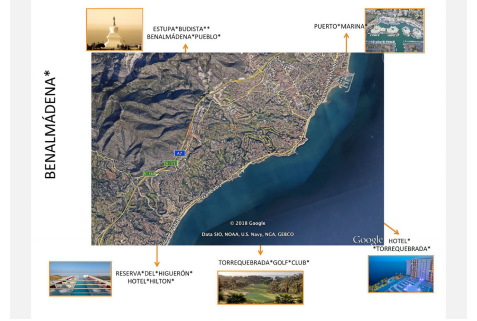 ESTUPA*BUDISTA**
BENALMÁDENA*PUEBLO*
PUERTO*MARINA*
BENALMÁDENA*
A7
© 2018 Google
Data SIO, NOAA, U.S. Navy, NGA, GEBCO
Google
HOTEL*
*TORREQUEBRADA*
RESERVA*DEL*HIGUERÓN*
HOTEL*HILTON*
TORREQUEBRADA*GOLF*CLUB*